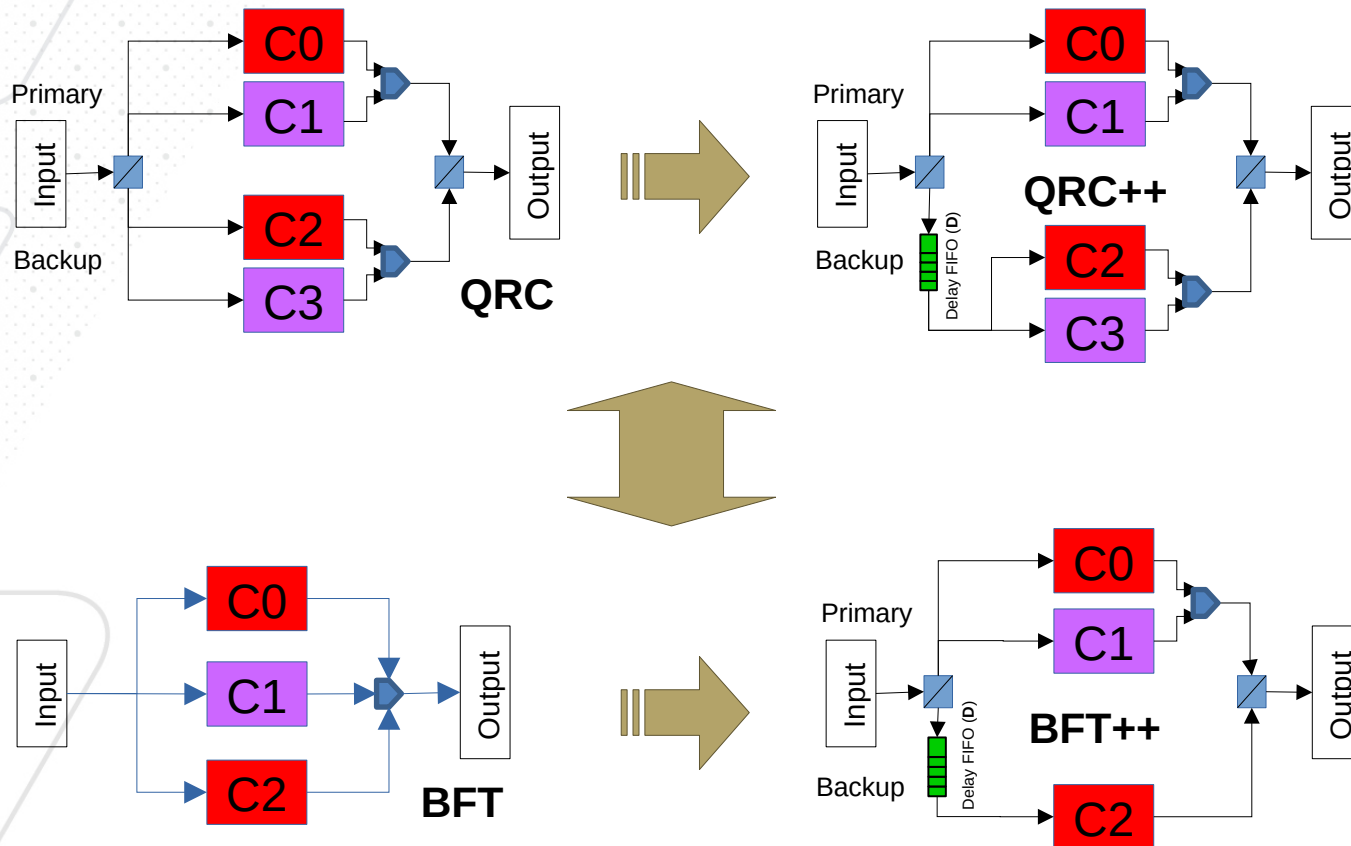 C0
Primary
C1
Input
Output
C2
Backup
C3
QRC
C0
Primary
C1
Input
QRC++
Output
Delay FIFO (D)
Backup
C2
C3
C0
Input
C1
Output
C2
BFT
C0
Primary
C1
Input
BFT++
Output
Delay FIFO (D)
Backup
C2